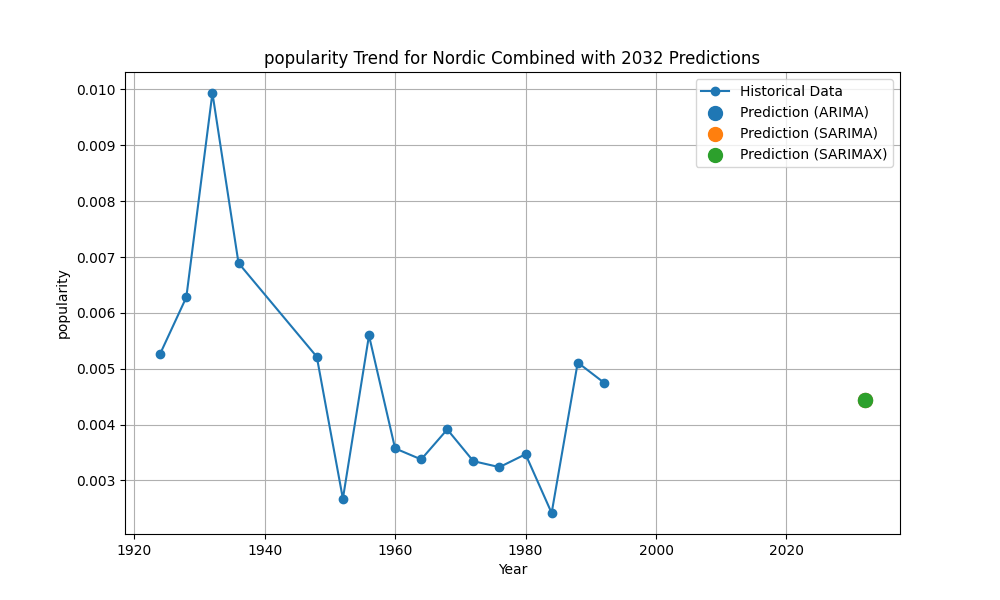 popularity Trend for Nordic Combined with 2032 Predictions
Historical Data
Prediction (ARIMA)
Prediction (SARIMA)
Prediction (SARIMAX)
popularity
0.010
0.009
0.008
0.007
0.006
0.005
0.004
0.003
1920 1940 1960 1980 2000 2020
Year